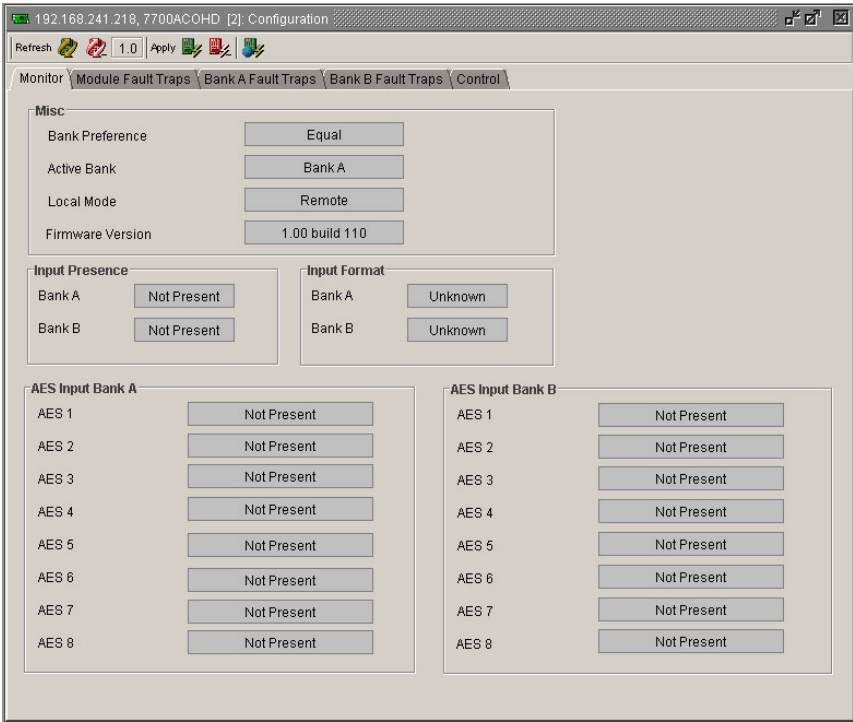 192.168.241.218, 7700ACOHD [2]: Configuration
Refresh 1.0 Apply
Monitor Module Fault Traps Bank A Fault Traps Bank B Fault Traps Control
Misc
Bank Preference Equal
Active Bank Bank A
Local Mode Remote
Firmware Version 1.00 build 110
Input Presence
Bank A Not Present
Bank B Not Present
Input Format
Bank A Unknown
Bank B Unknown
AES Input Bank A
AES 1 Not Present
AES 2 Not Present
AES 3 Not Present
AES 4 Not Present
AES 5 Not Present
AES 6 Not Present
AES 7 Not Present
AES 8 Not Present
AES Input Bank B
AES 1 Not Present
AES 2 Not Present
AES 3 Not Present
AES 4 Not Present
AES 5 Not Present
AES 6 Not Present
AES 7 Not Present
AES 8 Not Present